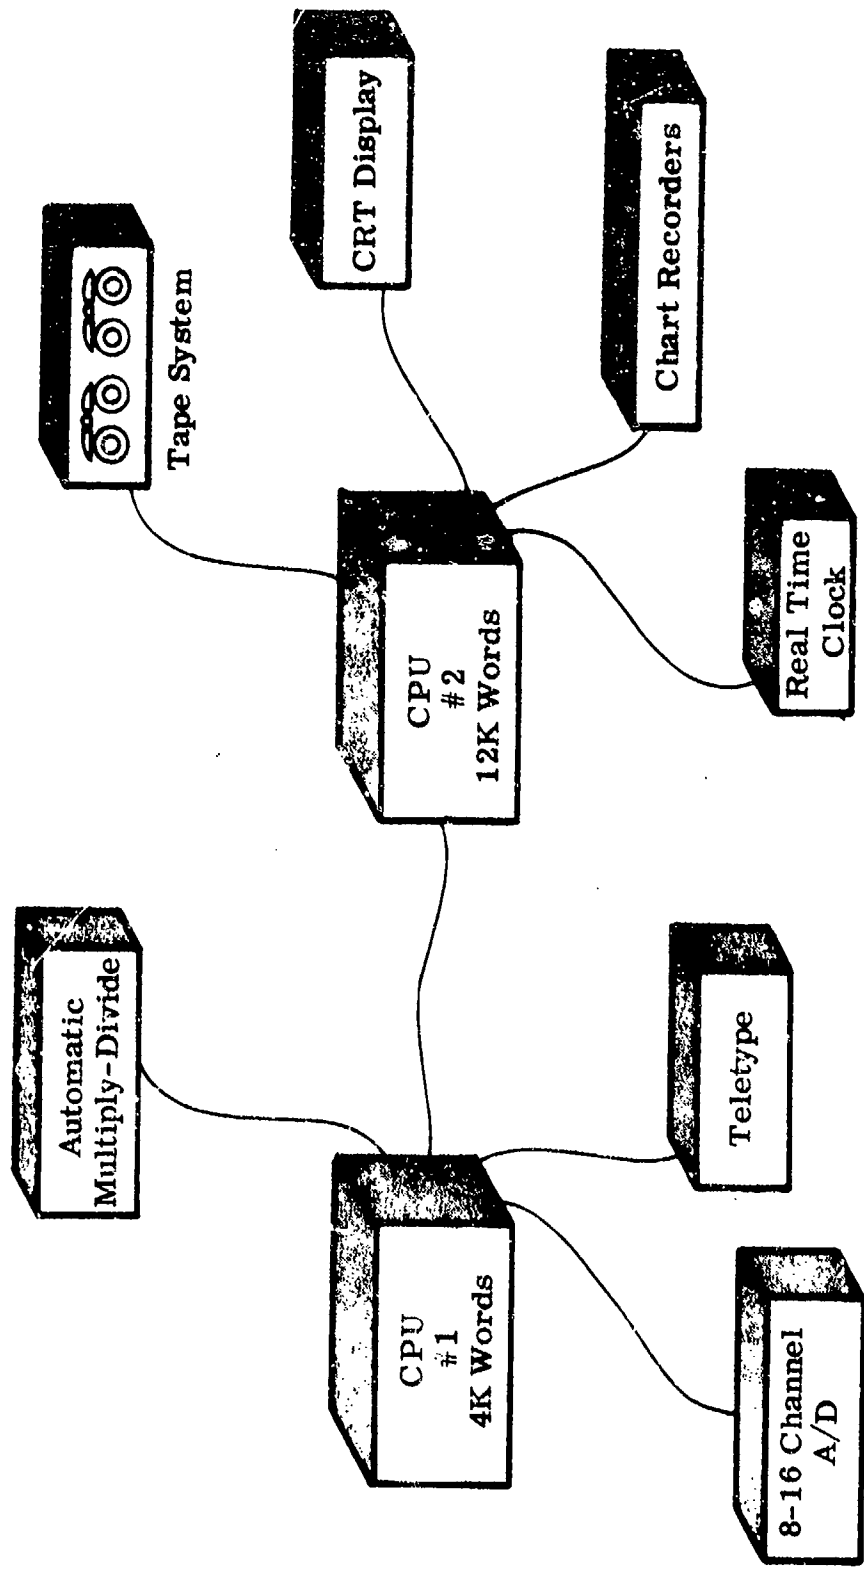 Automatic
Multiply-Divide
Tape System
CPU
#1
4K Words
CPU
#2
12K Words
CRT Display
8-16 Channel
A/D
Teletype
Real Time
Clock
Chart Recorders